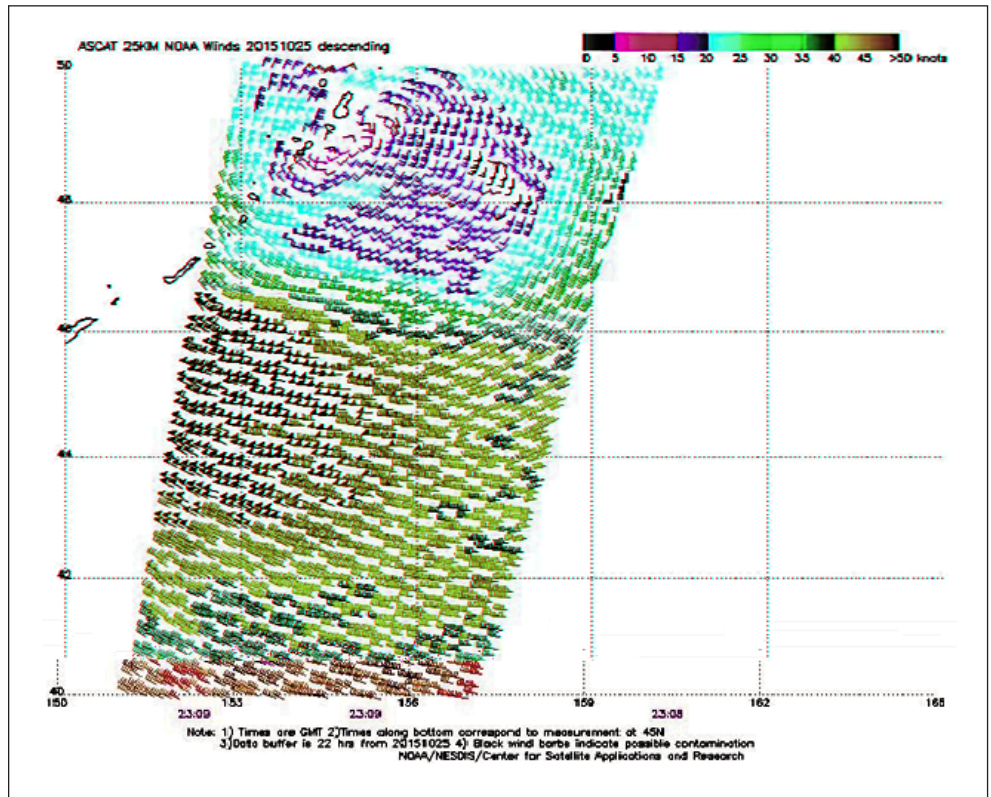 ASCAT 25KM NOAA Winds 20151025 descending
0 5 10 15 20 25 30 35 40 45 >50 knots
50
48
46
44
42
40
150 153 156 159 162 165
23:09 23:09 23:08
Note: 1) Times are GMT 2)Times along bottom correspond to measurement at 45N
3)Data buffer is 22 hrs from 20151025 4) Black wind barbs indicate possible contamination
NOAA/NESDIS/Center for Satellite Applications and Research